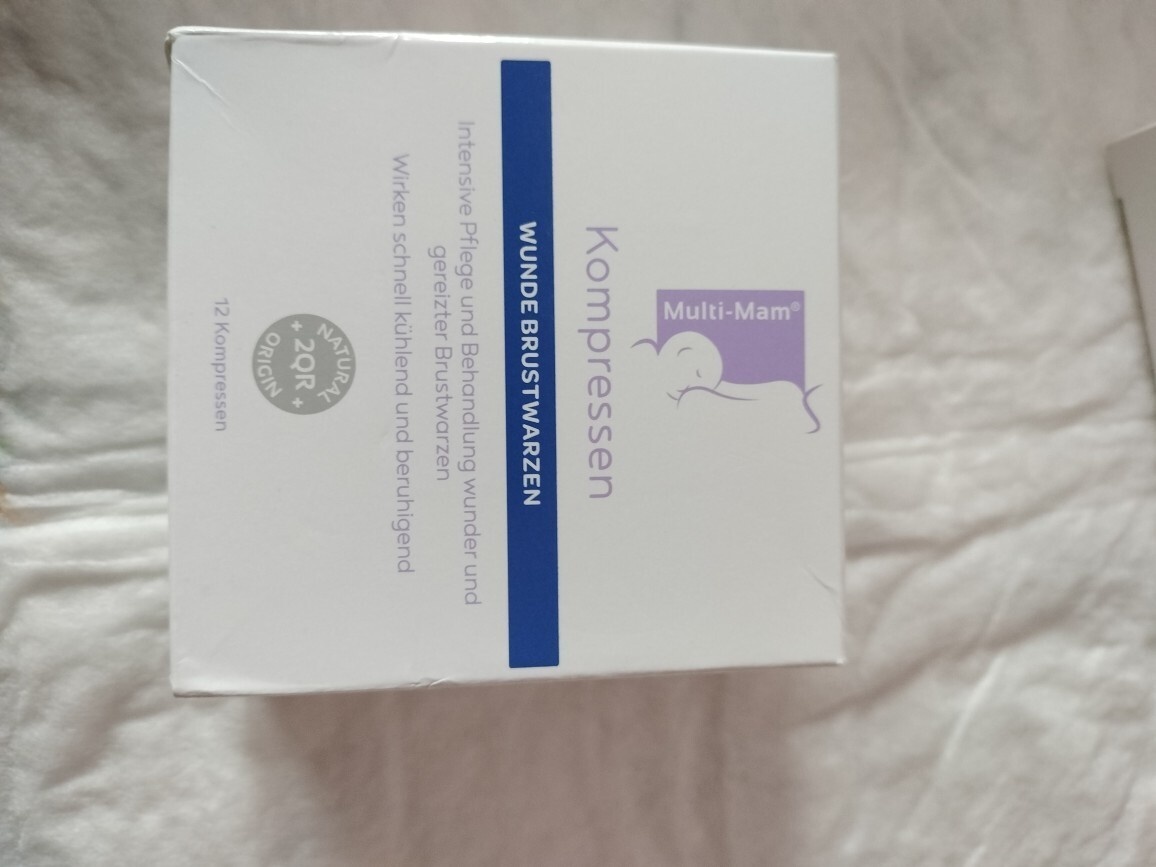 Multi-Mam®
Kompressen
WUNDE BRUSTWARZEN
Intensive Pflege und Behandlung wunder und
gereizter Brustwarzen
Wirken schnell kühlend und beruhigend
NATURAL
+ 2QR +
ORIGIN
12 Kompressen